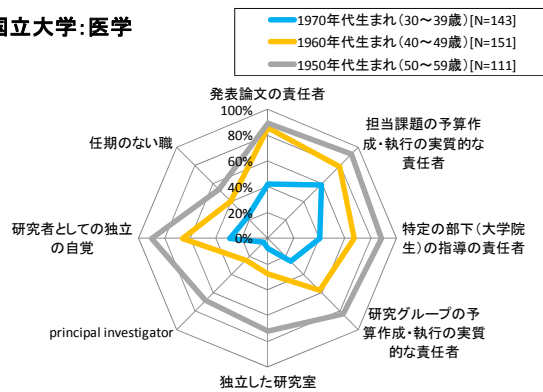 国立大学：医学
1970年代生まれ（30～39歳）[N=143]
1960年代生まれ（40～49歳）[N=151]
1950年代生まれ（50～59歳）[N=111]
発表論文の責任者
100%
80%
60%
40%
20%
0%
担当課題の予算作
成・執行の実質的な
責任者
特定の部下（大学院
生）の指導の責任者
研究グループの予
算作成・執行の実質
的な責任者
独立した研究室
principal investigator
研究者としての独立
の自覚
任期のない職